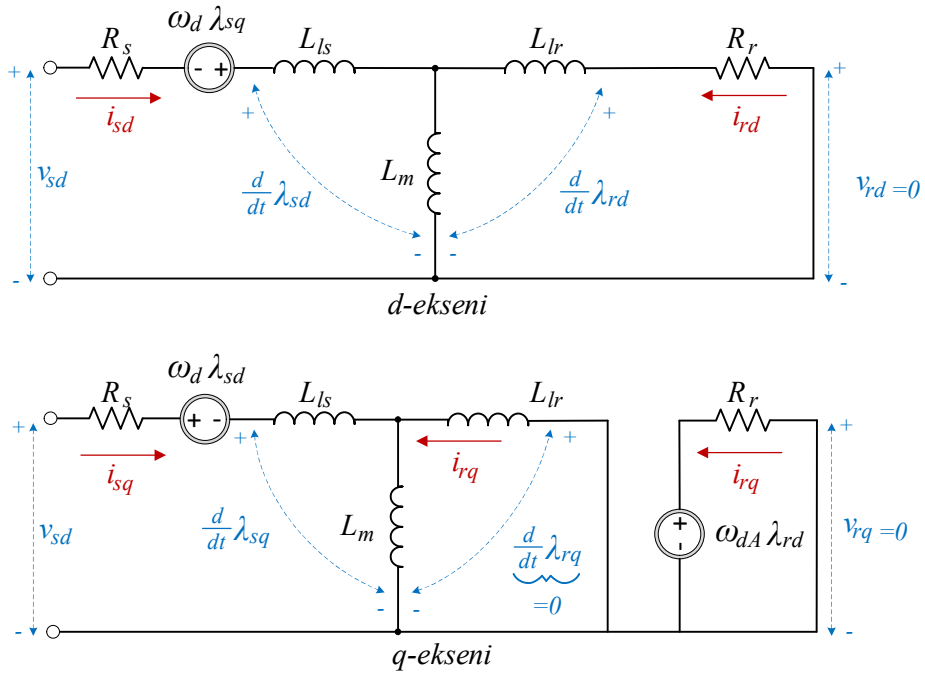 ω_d λ_sq
R_s L_ls L_lr R_r
- +
+ + + +
i_sd i_rd
v_sd d/dt λ_sd L_m d/dt λ_rd v_rd =0
- - - -
d-ekseni
ω_d λ_sd
R_s L_ls L_lr R_r
+ -
+ + + +
i_sq i_rq i_rq
v_sd d/dt λ_sq L_m d/dt λ_rq + - ω_dA λ_rd v_rq =0
=0
- - - -
q-ekseni